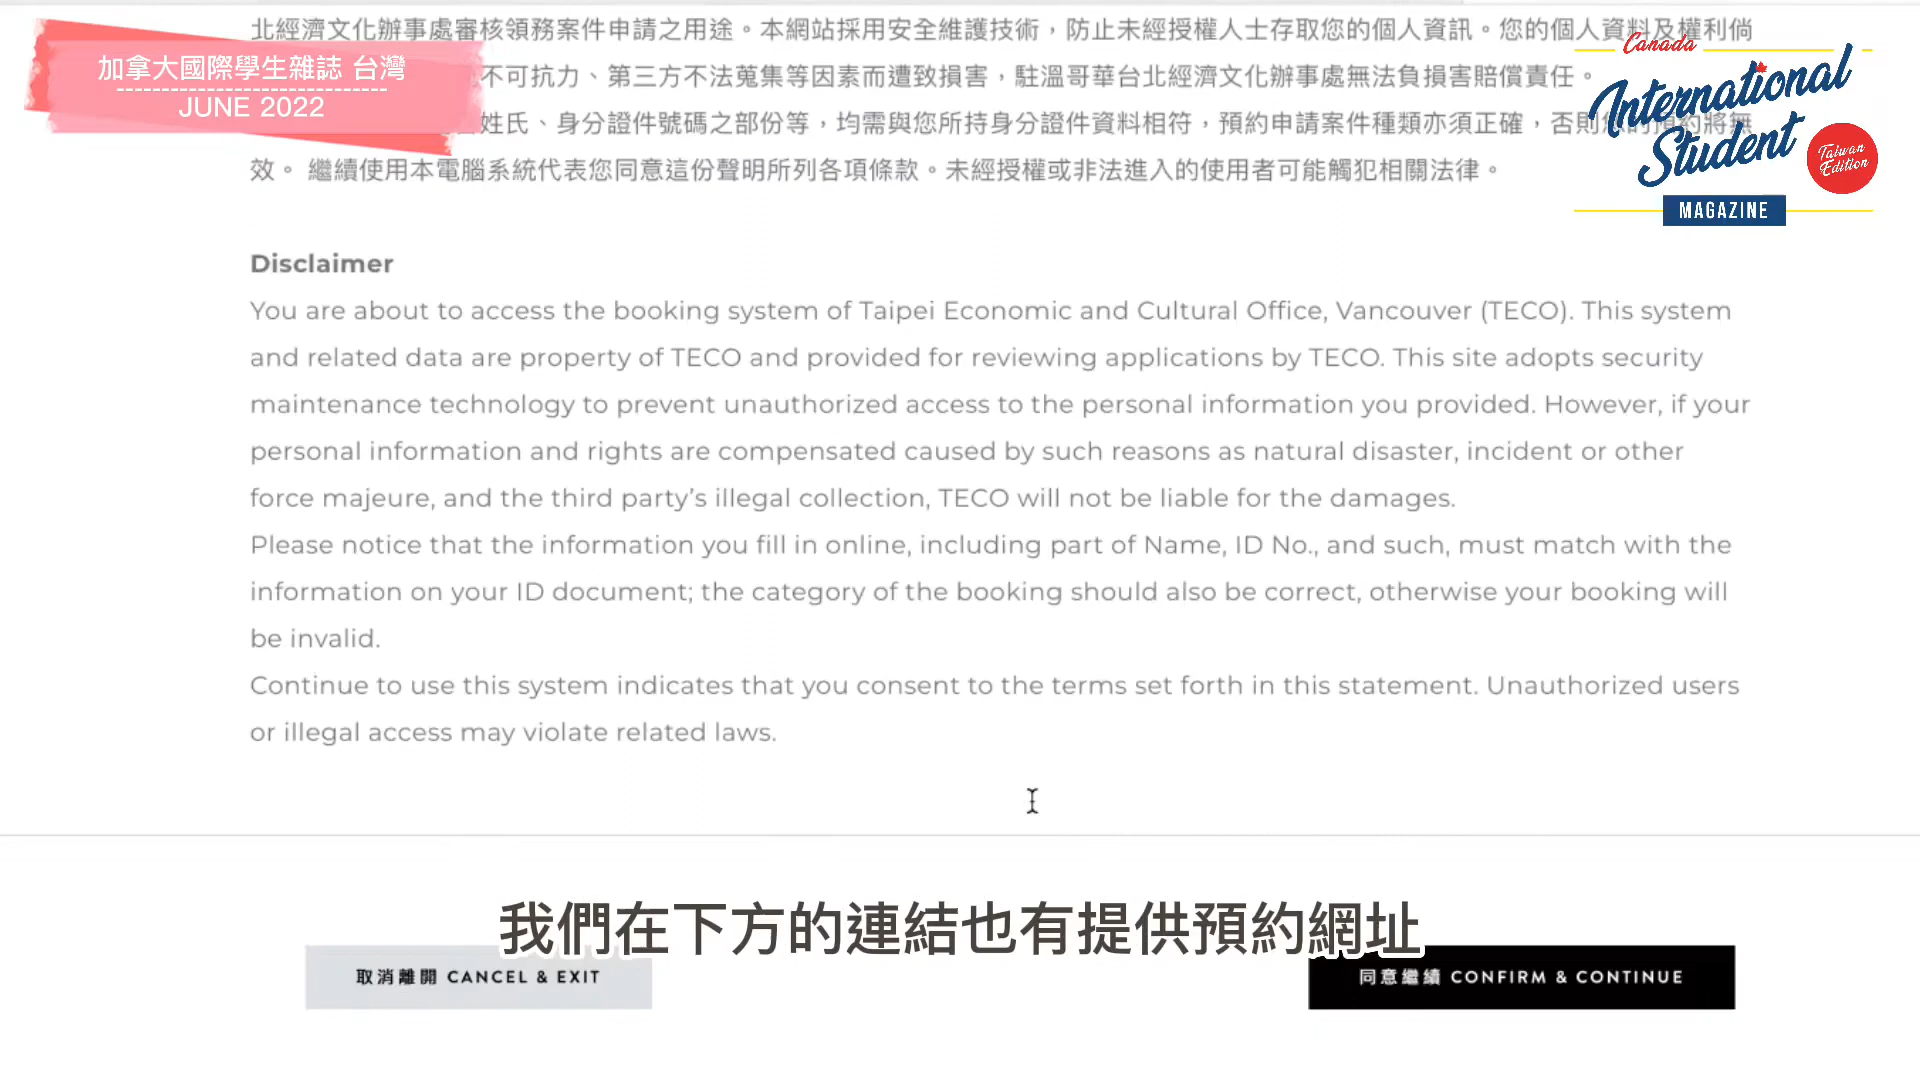 北經濟文化辦事處審核領務案件申請之用途。本網站採用安全維護技術，防止未經授權人士存取您的個人資訊。您的個人資料及權利倘
不可抗力、第三方不法蒐集等因素而遭致損害，駐溫哥華台北經濟文化辦事處無法負損害賠償責任。
姓氏、身分證件號碼之部份等，均需與您所持身分證件資料相符，預約申請案件種類亦須正確，否則您的預約將無
效。 繼續使用本電腦系統代表您同意這份聲明所列各項條款。未經授權或非法進入的使用者可能觸犯相關法律。
加拿大國際學生雜誌 台灣
JUNE 2022
Canada
International
Student
Taiwan
Edition
MAGAZINE
Disclaimer
You are about to access the booking system of Taipei Economic and Cultural Office, Vancouver (TECO). This system
and related data are property of TECO and provided for reviewing applications by TECO. This site adopts security
maintenance technology to prevent unauthorized access to the personal information you provided. However, if your
personal information and rights are compensated caused by such reasons as natural disaster, incident or other
force majeure, and the third party’s illegal collection, TECO will not be liable for the damages.
Please notice that the information you fill in online, including part of Name, ID No., and such, must match with the
information on your ID document; the category of the booking should also be correct, otherwise your booking will
be invalid.
Continue to use this system indicates that you consent to the terms set forth in this statement. Unauthorized users
or illegal access may violate related laws.
我們在下方的連結也有提供預約網址
取消離開 CANCEL & EXIT
同意繼續 CONFIRM & CONTINUE